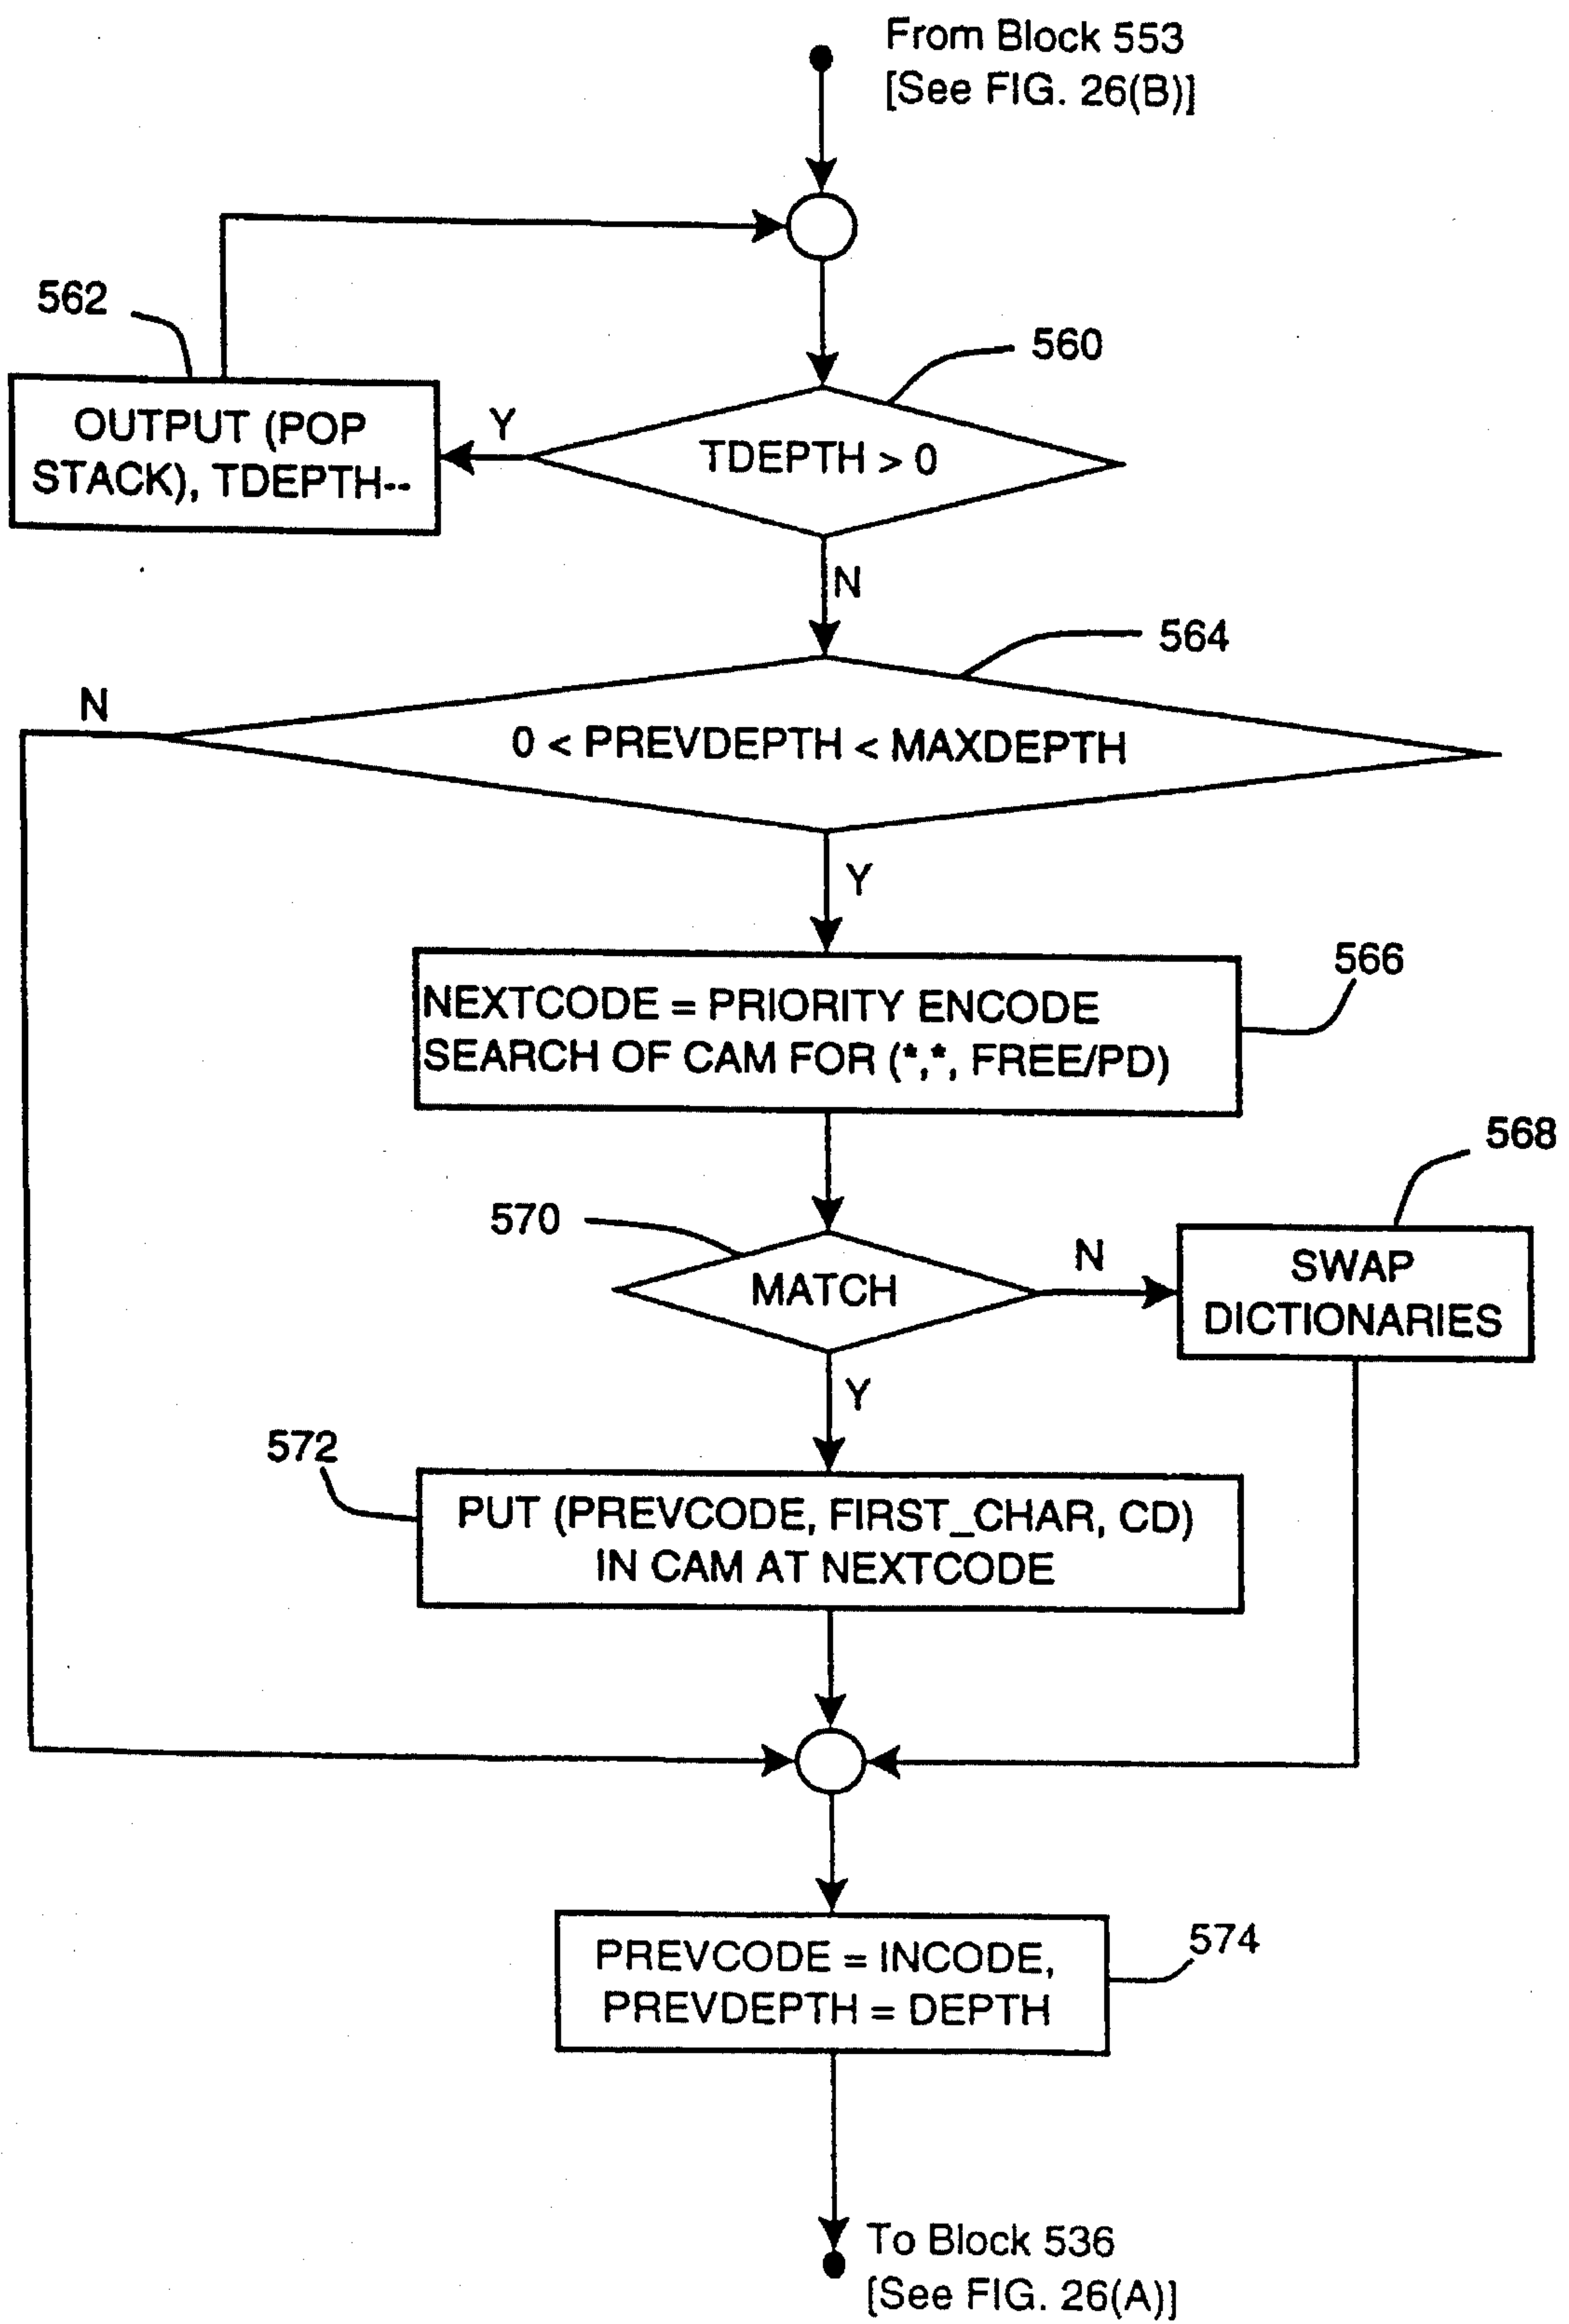 From Block 553
[See FIG. 26(B)]
562
560
OUTPUT (POP
STACK), TDEPTH--
Y
TDEPTH > 0
N
564
N
0 < PREVDEPTH < MAXDEPTH
Y
566
NEXTCODE = PRIORITY ENCODE
SEARCH OF CAM FOR (*,*, FREE/PD)
568
570
MATCH
N
SWAP
DICTIONARIES
Y
572
PUT (PREVCODE, FIRST_CHAR, CD)
IN CAM AT NEXTCODE
574
PREVCODE = INCODE,
PREVDEPTH = DEPTH
To Block 536
[See FIG. 26(A)]